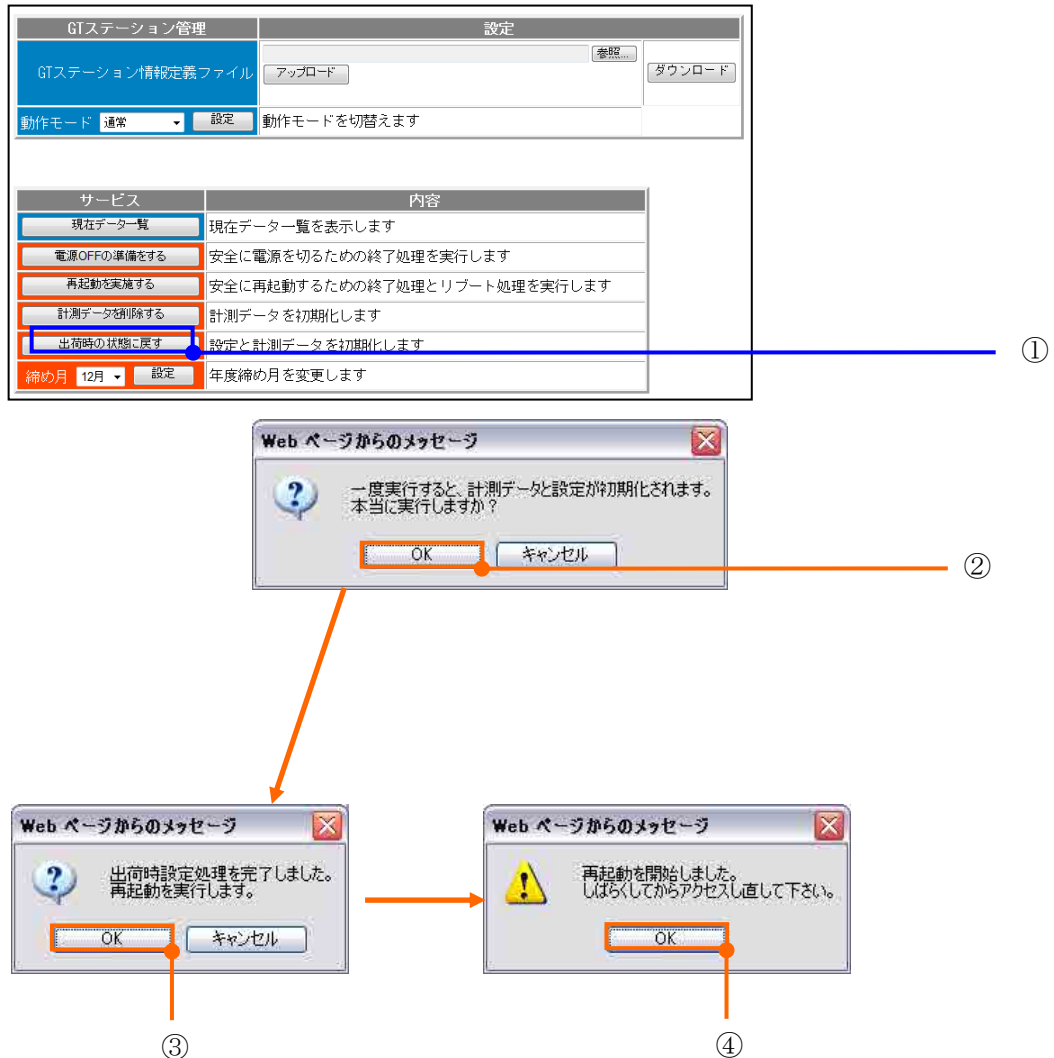 GTステーション管理 設定
参照...
GTステーション情報定義ファイル アップロード ダウンロード
動作モード 通常 設定 動作モードを切替えます
サービス 内容
現在データ一覧 現在データ一覧を表示します
電源OFFの準備をする 安全に電源を切るための終了処理を実行します
再起動を実施する 安全に再起動するための終了処理とリブート処理を実行します
計測データを削除する 計測データを初期化します
出荷時の状態に戻す 設定と計測データを初期化します
①
締め月 12月 設定 年度締め月を変更します
Web ページからのメッセージ
一度実行すると、計測データと設定が初期化されます。
本当に実行しますか？
OK キャンセル
②
Web ページからのメッセージ
出荷時設定処理を完了しました。
再起動を実行します。
OK キャンセル
③
Web ページからのメッセージ
再起動を開始しました。
しばらくしてからアクセスし直して下さい。
OK
④